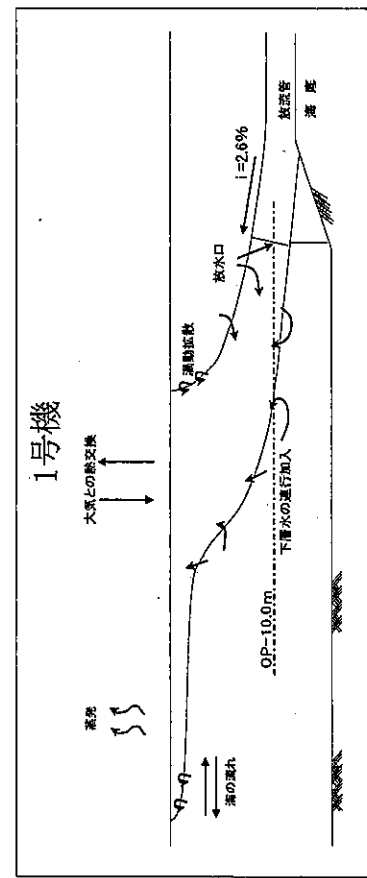 1号機
蒸発
大気との熱交換
渦動拡散
i=2.6%
放水口
放流管
海底
海の流れ
OP-10.0m
下層水の連行加入